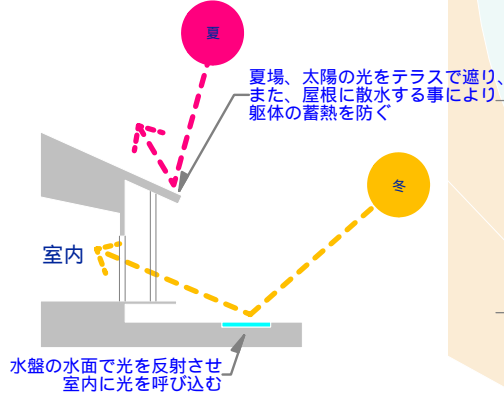 夏
夏場、太陽の光をテラスで遮り、
また、屋根に散水する事により
躯体の蓄熱を防ぐ
冬
室内
水盤の水面で光を反射させ
室内に光を呼び込む